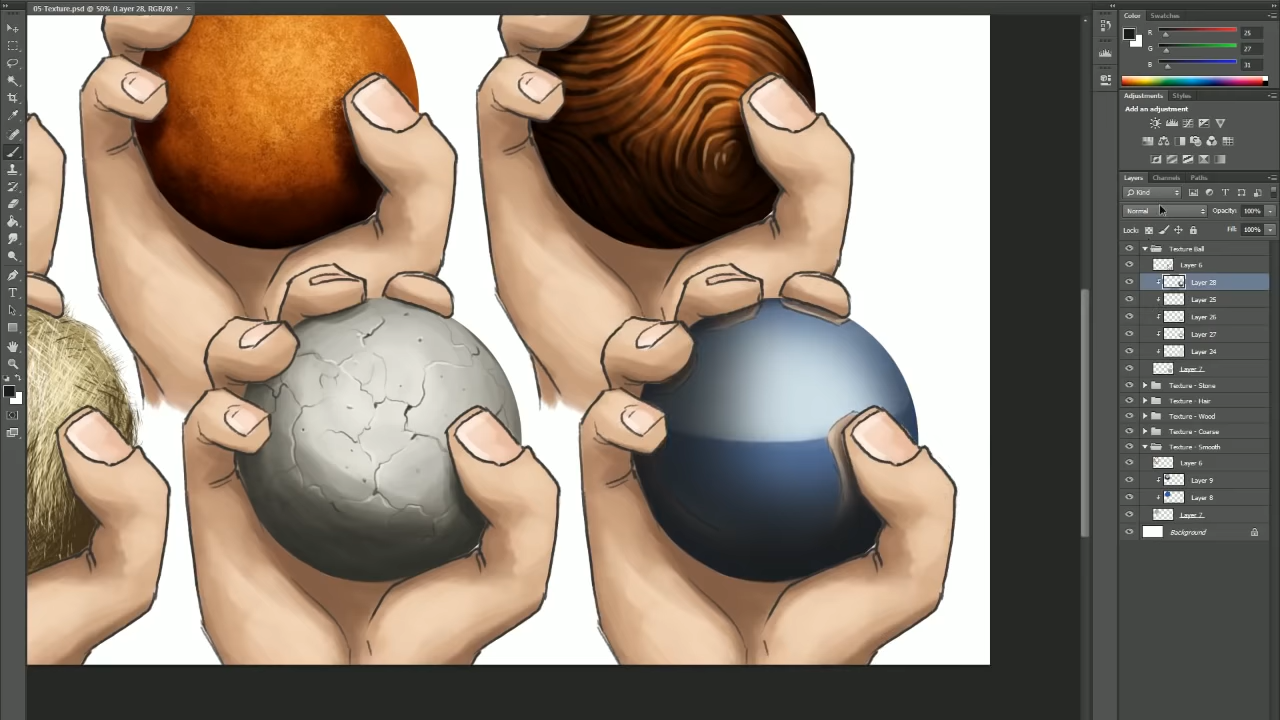 05-Texture.psd @ 50% (Layer 28, RGB/8) *
Color Swatches
R 25
G 27
B 31
Adjustments Styles
Add an adjustment
Layers Channels Paths
Kind
Normal Opacity: 100%
Lock: Fill: 100%
Texture Ball
Layer 6
Layer 28
Layer 25
Layer 26
Layer 27
Layer 24
Layer 7
Texture - Stone
Texture - Hair
Texture - Wood
Texture - Coarse
Texture - Smooth
Layer 6
Layer 9
Layer 8
Layer 7
Background